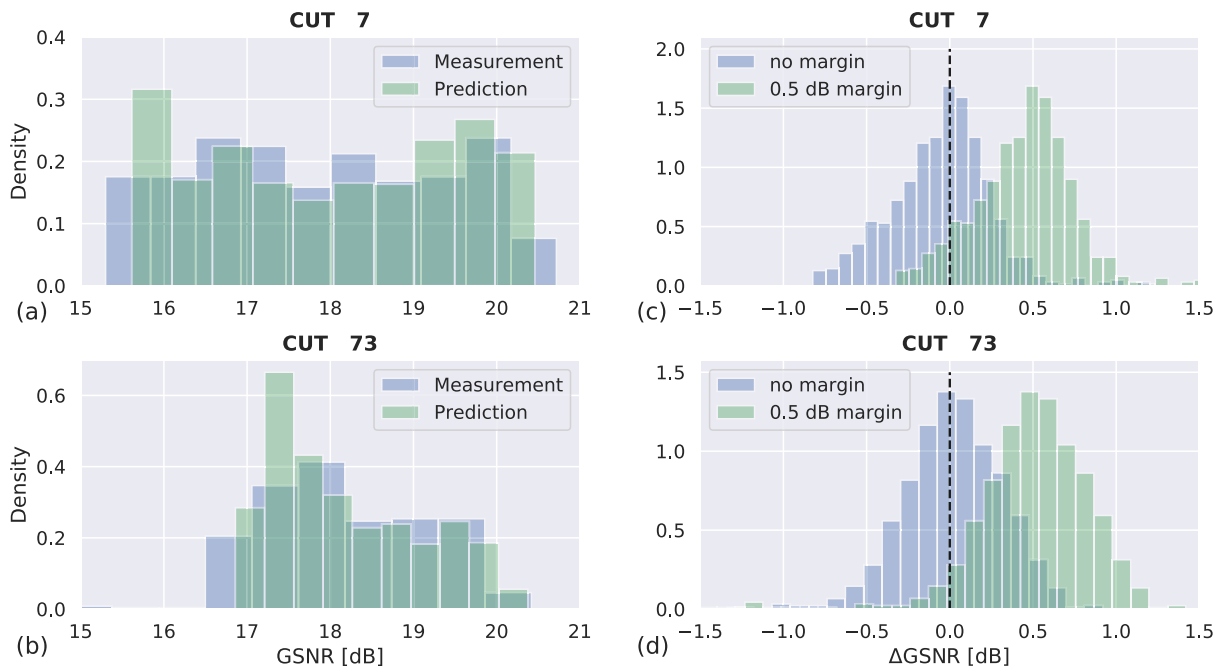 CUT 7
0.4
0.3
0.2
0.1
0.0
Density
Measurement
Prediction
15 16 17 18 19 20 21
(a)
CUT 7
2.0
1.5
1.0
0.5
0.0
no margin
0.5 dB margin
−1.5 −1.0 −0.5 0.0 0.5 1.0 1.5
(c)
CUT 73
0.6
0.4
0.2
0.0
Density
Measurement
Prediction
15 16 17 18 19 20 21
(b)
GSNR [dB]
CUT 73
1.5
1.0
0.5
0.0
no margin
0.5 dB margin
−1.5 −1.0 −0.5 0.0 0.5 1.0 1.5
(d)
ΔGSNR [dB]